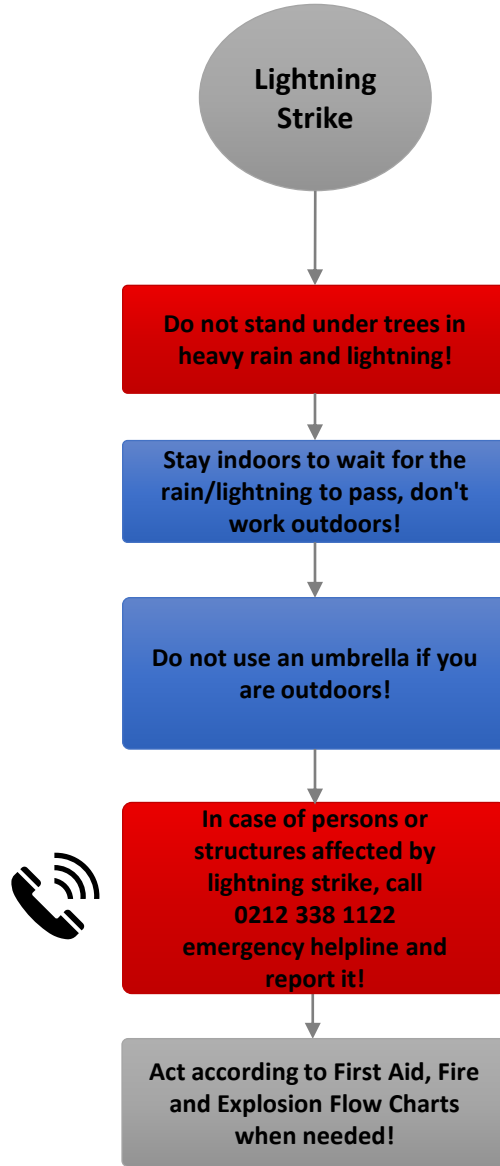 Lightning
Strike
Do not stand under trees in
heavy rain and lightning!
Stay indoors to wait for the
rain/lightning to pass, don't
work outdoors!
Do not use an umbrella if you
are outdoors!
In case of persons or
structures affected by
lightning strike, call
0212 338 1122
emergency helpline and
report it!
Act according to First Aid, Fire
and Explosion Flow Charts
when needed!